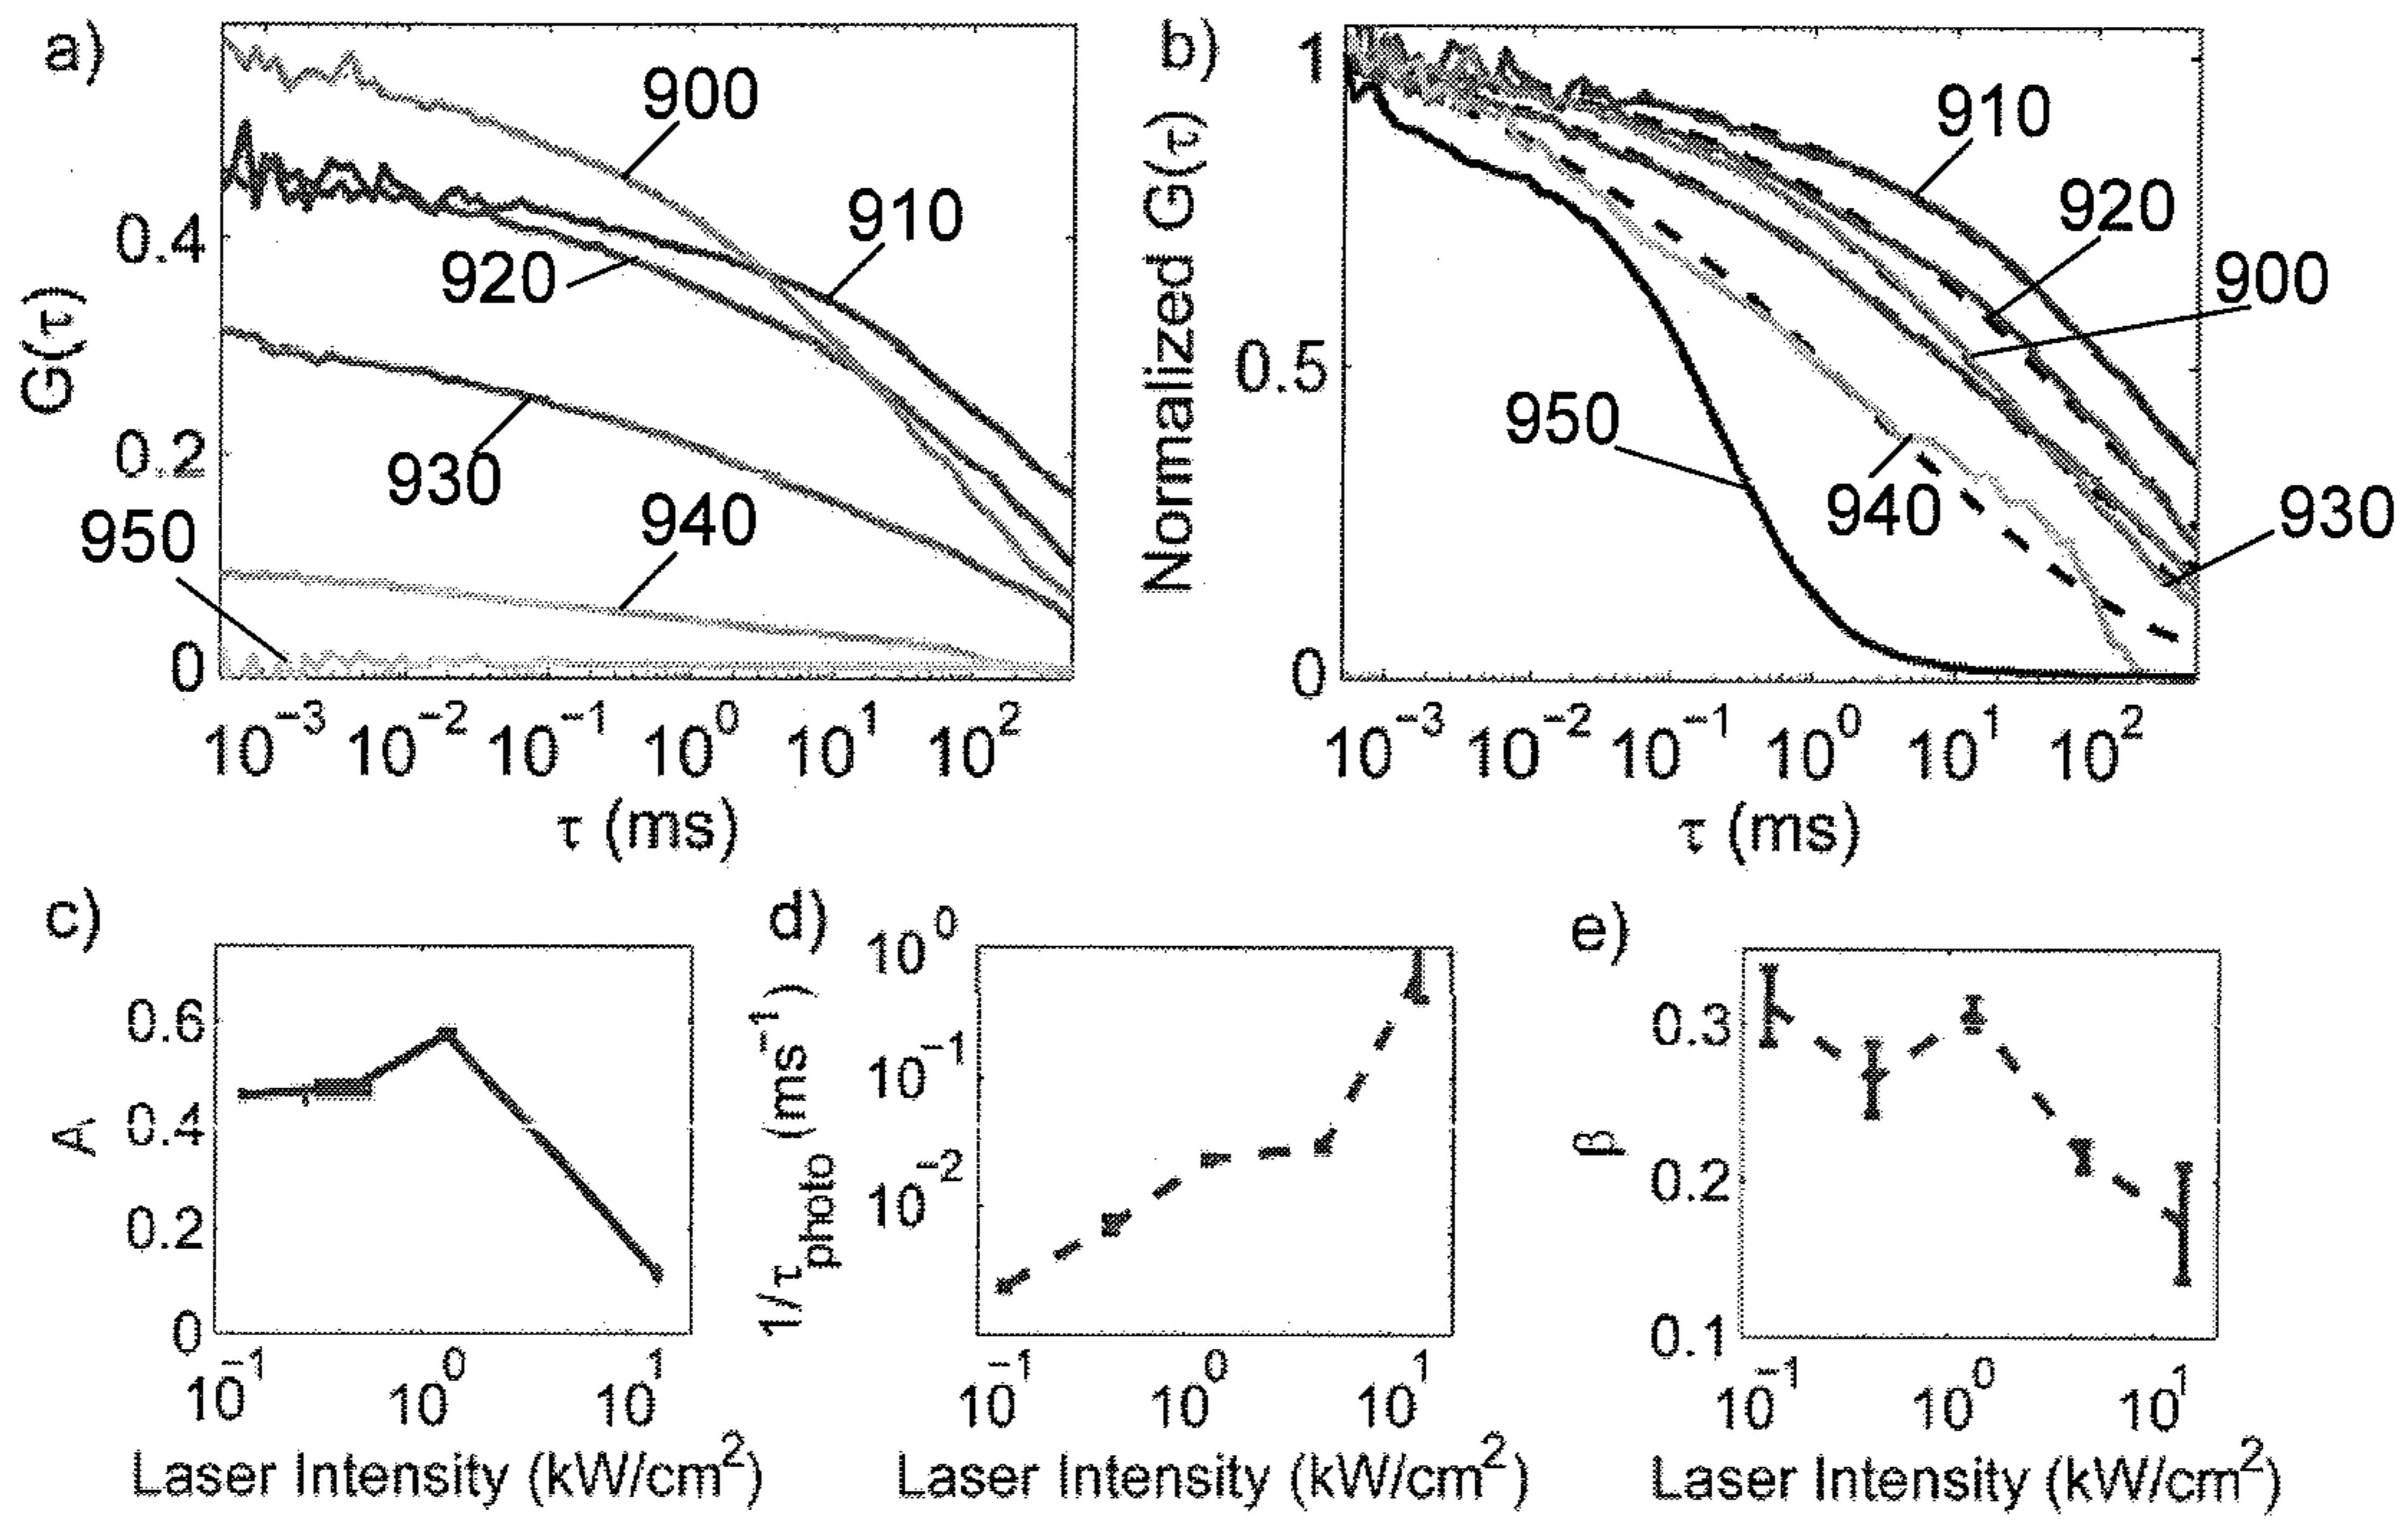 a)
G(τ)
0.4
0.2
0
900
910
920
930
940
950
10⁻³ 10⁻² 10⁻¹ 10⁰ 10¹ 10²
τ (ms)
b)
Normalized G(τ)
1
0.5
0
910
920
900
950
940
930
10⁻³ 10⁻² 10⁻¹ 10⁰ 10¹ 10²
τ (ms)
c)
A
0.6
0.4
0.2
0
10⁻¹ 10⁰ 10¹
Laser Intensity (kW/cm²)
d)
1/τphoto (ms⁻¹)
10⁰
10⁻¹
10⁻²
10⁻¹ 10⁰ 10¹
Laser Intensity (kW/cm²)
e)
β
0.3
0.2
0.1
10⁻¹ 10⁰ 10¹
Laser Intensity (kW/cm²)